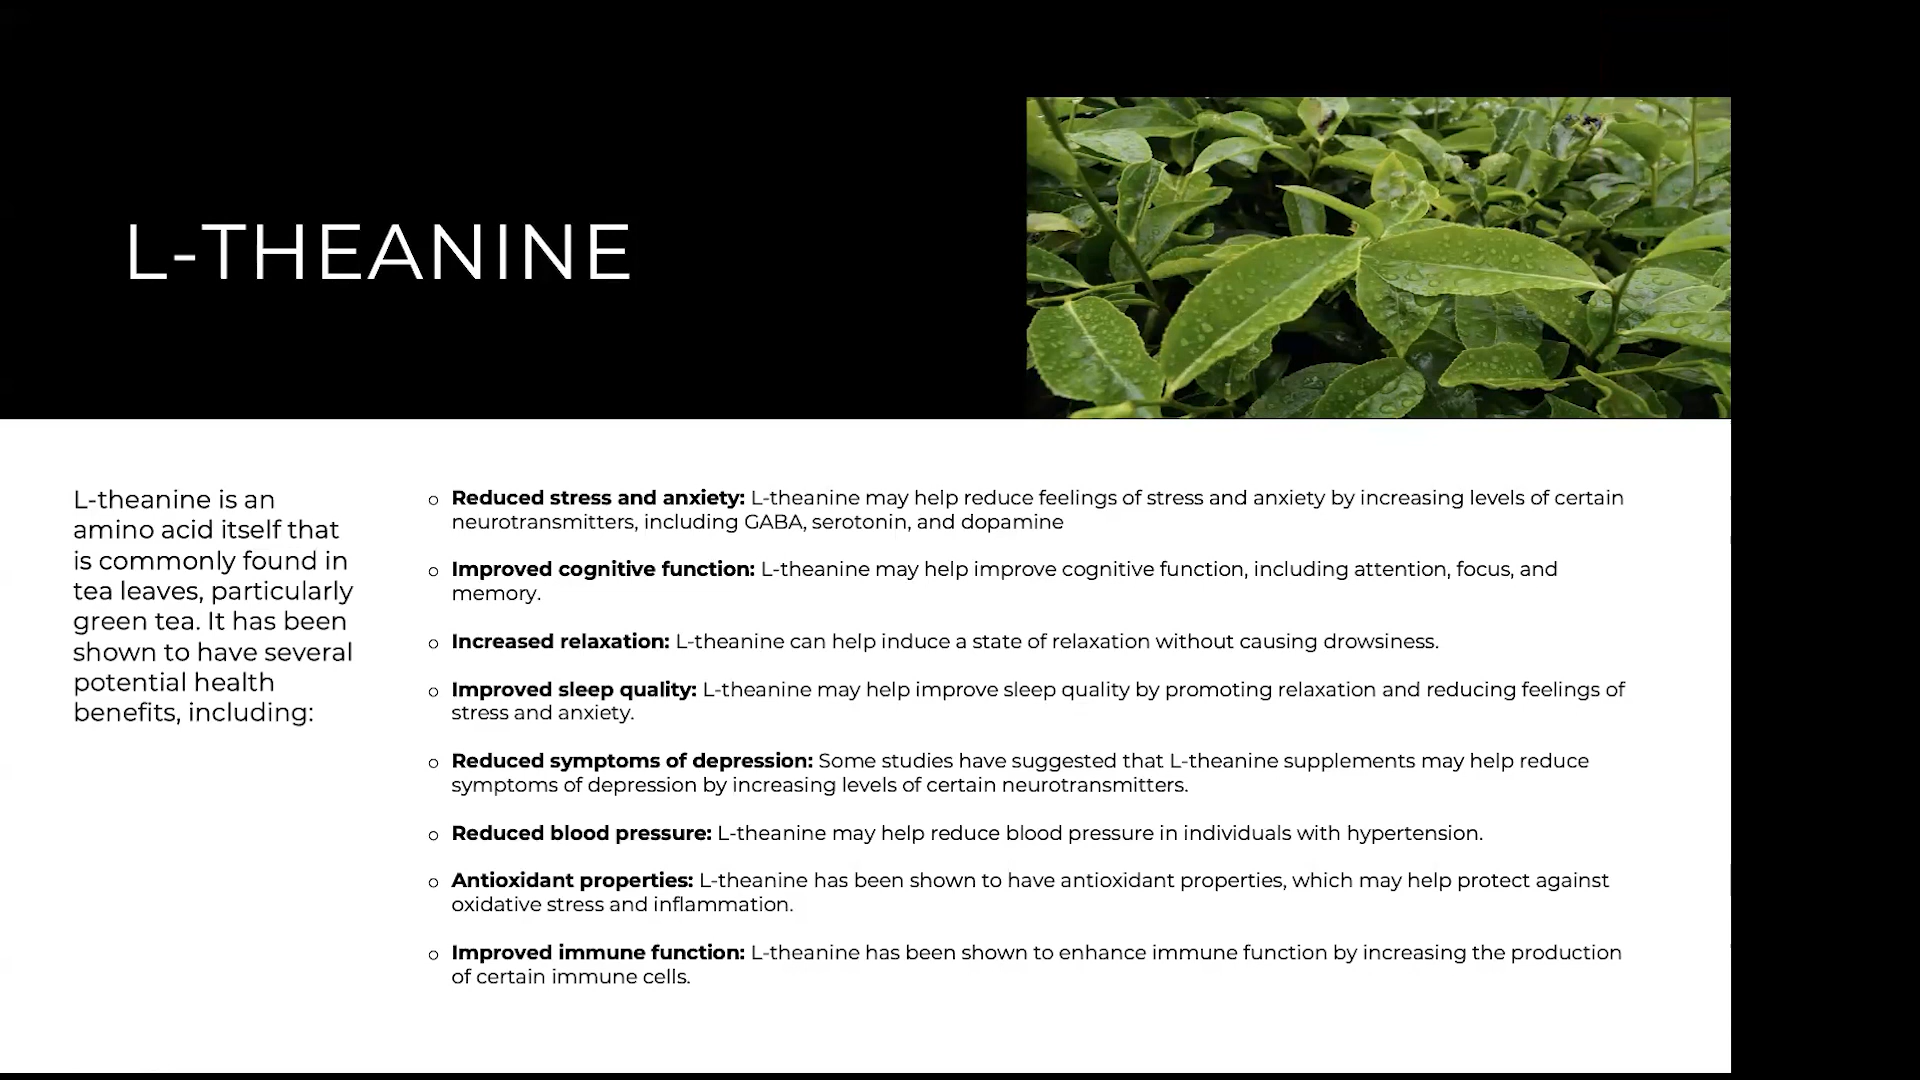 L-THEANINE
L-theanine is an
amino acid itself that
is commonly found in
tea leaves, particularly
green tea. It has been
shown to have several
potential health
benefits, including:
○ Reduced stress and anxiety: L-theanine may help reduce feelings of stress and anxiety by increasing levels of certain
neurotransmitters, including GABA, serotonin, and dopamine
○ Improved cognitive function: L-theanine may help improve cognitive function, including attention, focus, and
memory.
○ Increased relaxation: L-theanine can help induce a state of relaxation without causing drowsiness.
○ Improved sleep quality: L-theanine may help improve sleep quality by promoting relaxation and reducing feelings of
stress and anxiety.
○ Reduced symptoms of depression: Some studies have suggested that L-theanine supplements may help reduce
symptoms of depression by increasing levels of certain neurotransmitters.
○ Reduced blood pressure: L-theanine may help reduce blood pressure in individuals with hypertension.
○ Antioxidant properties: L-theanine has been shown to have antioxidant properties, which may help protect against
oxidative stress and inflammation.
○ Improved immune function: L-theanine has been shown to enhance immune function by increasing the production
of certain immune cells.